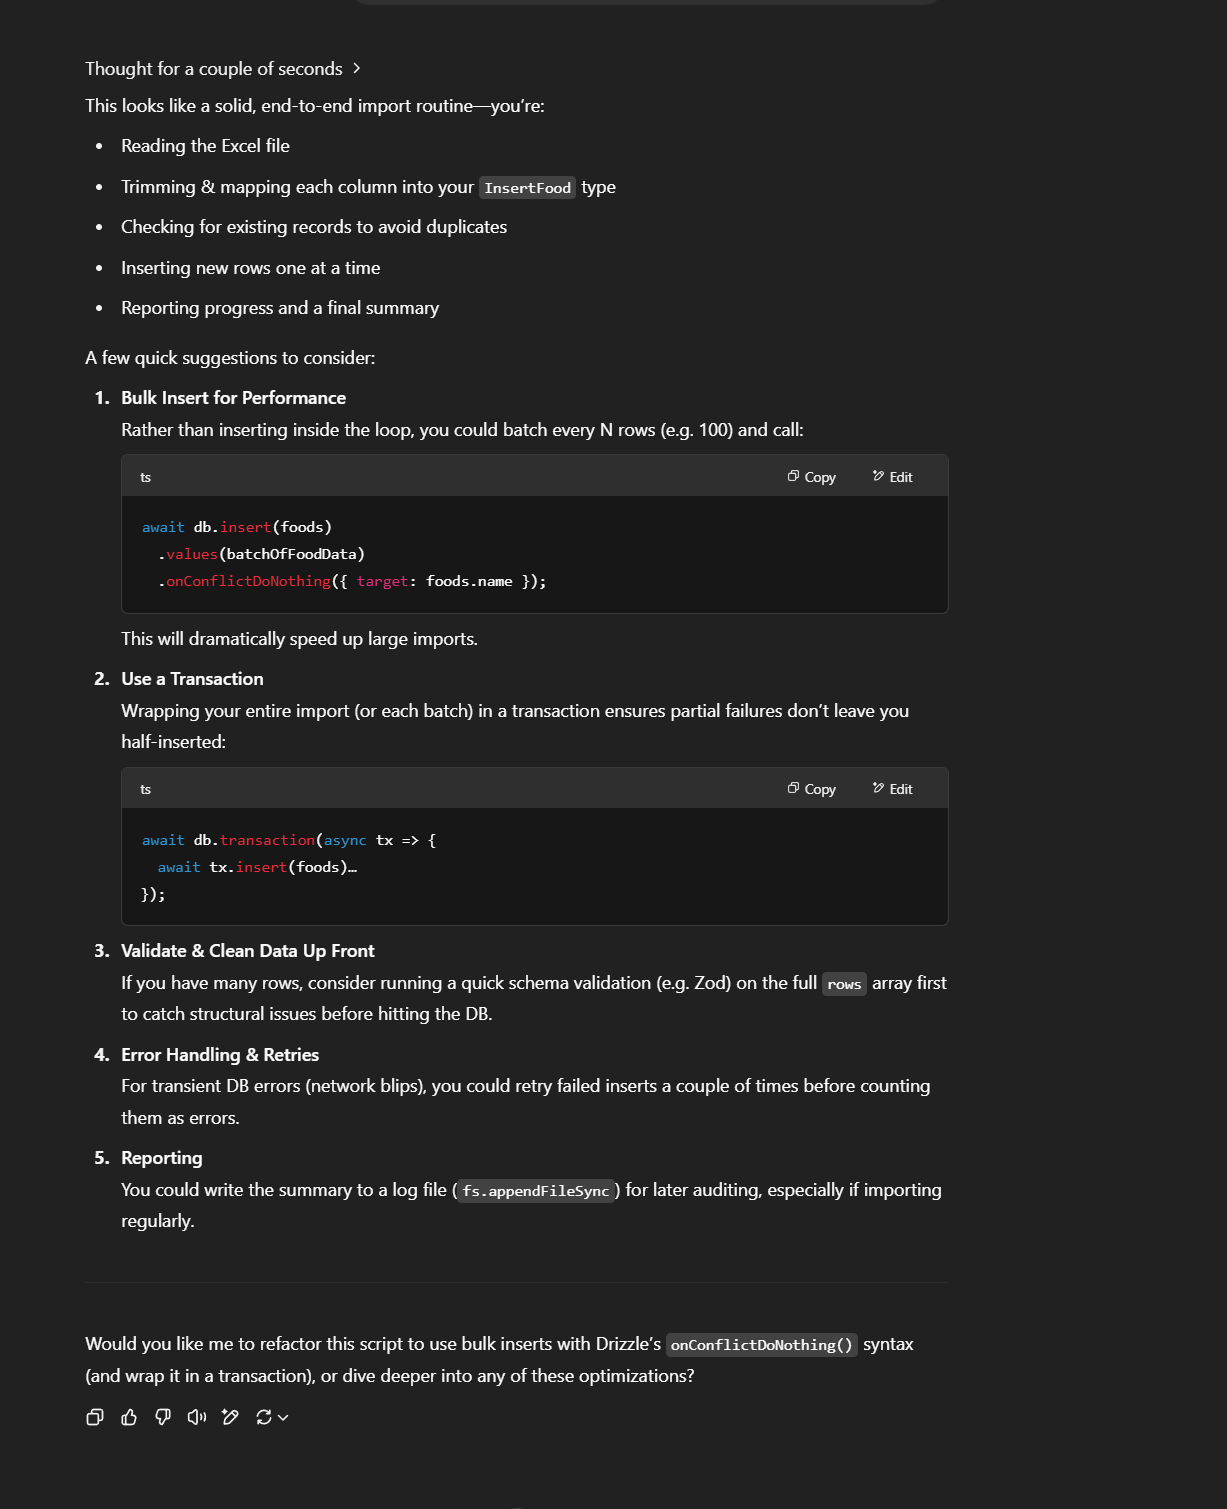 Thought for a couple of seconds >
This looks like a solid, end-to-end import routine—you’re:
• Reading the Excel file
• Trimming & mapping each column into your InsertFood type
• Checking for existing records to avoid duplicates
• Inserting new rows one at a time
• Reporting progress and a final summary
A few quick suggestions to consider:
1. Bulk Insert for Performance
Rather than inserting inside the loop, you could batch every N rows (e.g. 100) and call:
ts Copy Edit
await db.insert(foods)
  .values(batchOfFoodData)
  .onConflictDoNothing({ target: foods.name });
This will dramatically speed up large imports.
2. Use a Transaction
Wrapping your entire import (or each batch) in a transaction ensures partial failures don’t leave you
half-inserted:
ts Copy Edit
await db.transaction(async tx => {
  await tx.insert(foods)…
});
3. Validate & Clean Data Up Front
If you have many rows, consider running a quick schema validation (e.g. Zod) on the full rows array first
to catch structural issues before hitting the DB.
4. Error Handling & Retries
For transient DB errors (network blips), you could retry failed inserts a couple of times before counting
them as errors.
5. Reporting
You could write the summary to a log file (fs.appendFileSync) for later auditing, especially if importing
regularly.
Would you like me to refactor this script to use bulk inserts with Drizzle’s onConflictDoNothing() syntax
(and wrap it in a transaction), or dive deeper into any of these optimizations?